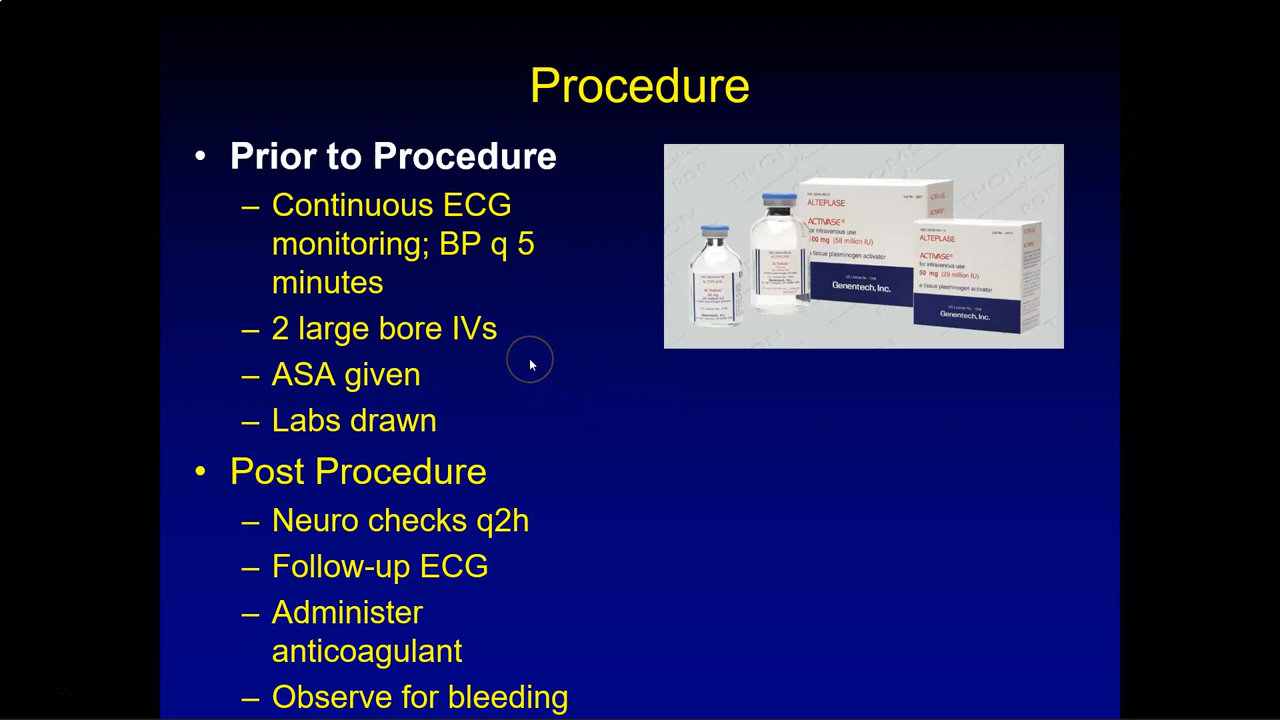 Procedure
• Prior to Procedure
– Continuous ECG
monitoring; BP q 5
minutes
– 2 large bore IVs
– ASA given
– Labs drawn
• Post Procedure
– Neuro checks q2h
– Follow-up ECG
– Administer
anticoagulant
– Observe for bleeding
ALTEPLASE
ACTIVASE®
for intravenous use
100 mg (58 million IU)
a tissue plasminogen activator
Genentech, Inc.
ALTEPLASE
ACTIVASE®
for intravenous use
50 mg (29 million IU)
a tissue plasminogen activator
Genentech, Inc.